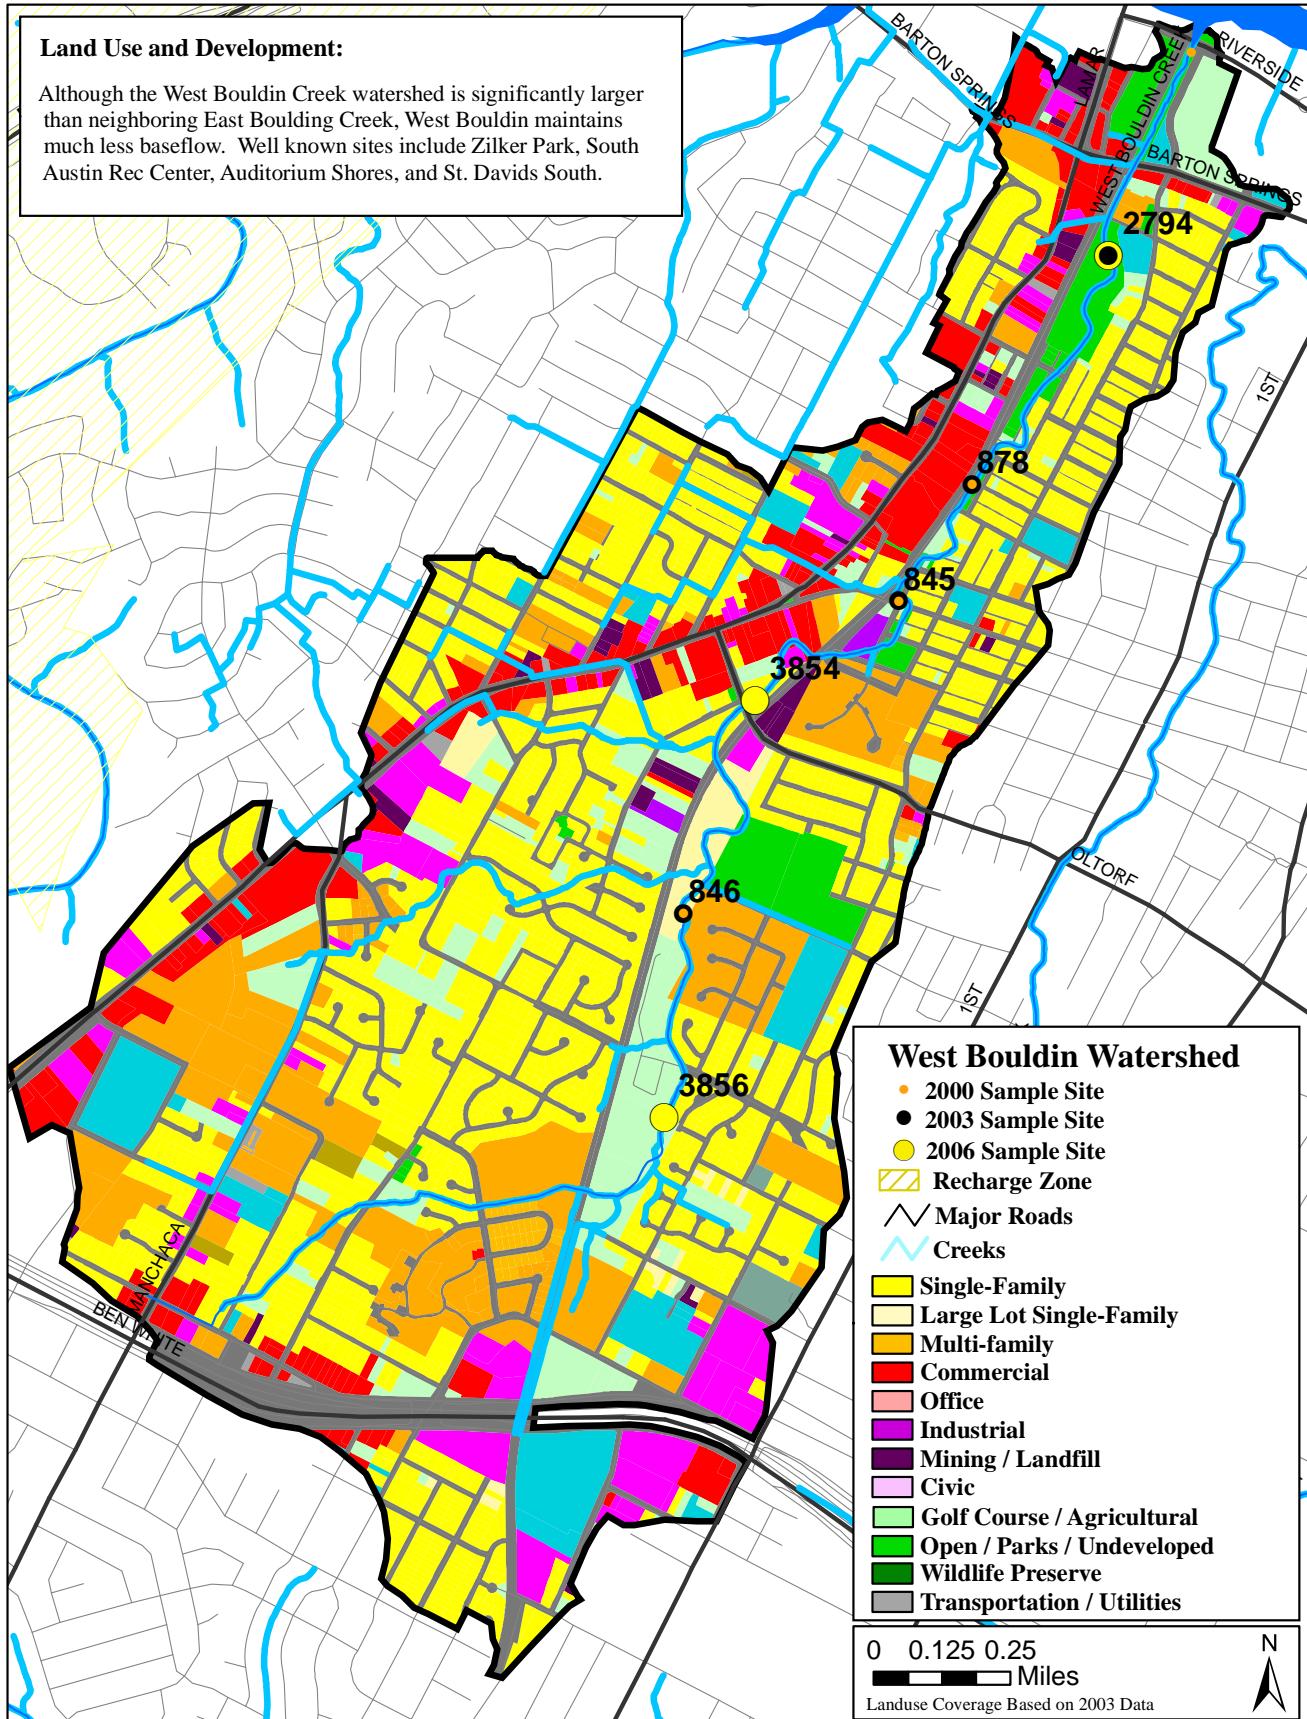 Land Use and Development:
Although the West Bouldin Creek watershed is significantly larger
than neighboring East Boulding Creek, West Bouldin maintains
much less baseflow.  Well known sites include Zilker Park, South
Austin Rec Center, Auditorium Shores, and St. Davids South.
BARTON SPRINGS
LAMAR
WEST BOULDIN CREEK
RIVERSIDE
BARTON SPRINGS
2794
1ST
878
845
3854
OLTORF
846
1ST
3856
MANCHACA
BEN WHITE
West Bouldin Watershed
2000 Sample Site
2003 Sample Site
2006 Sample Site
Recharge Zone
Major Roads
Creeks
Single-Family
Large Lot Single-Family
Multi-family
Commercial
Office
Industrial
Mining / Landfill
Civic
Golf Course / Agricultural
Open / Parks / Undeveloped
Wildlife Preserve
Transportation / Utilities
0 0.125 0.25
Miles
N
Landuse Coverage Based on 2003 Data